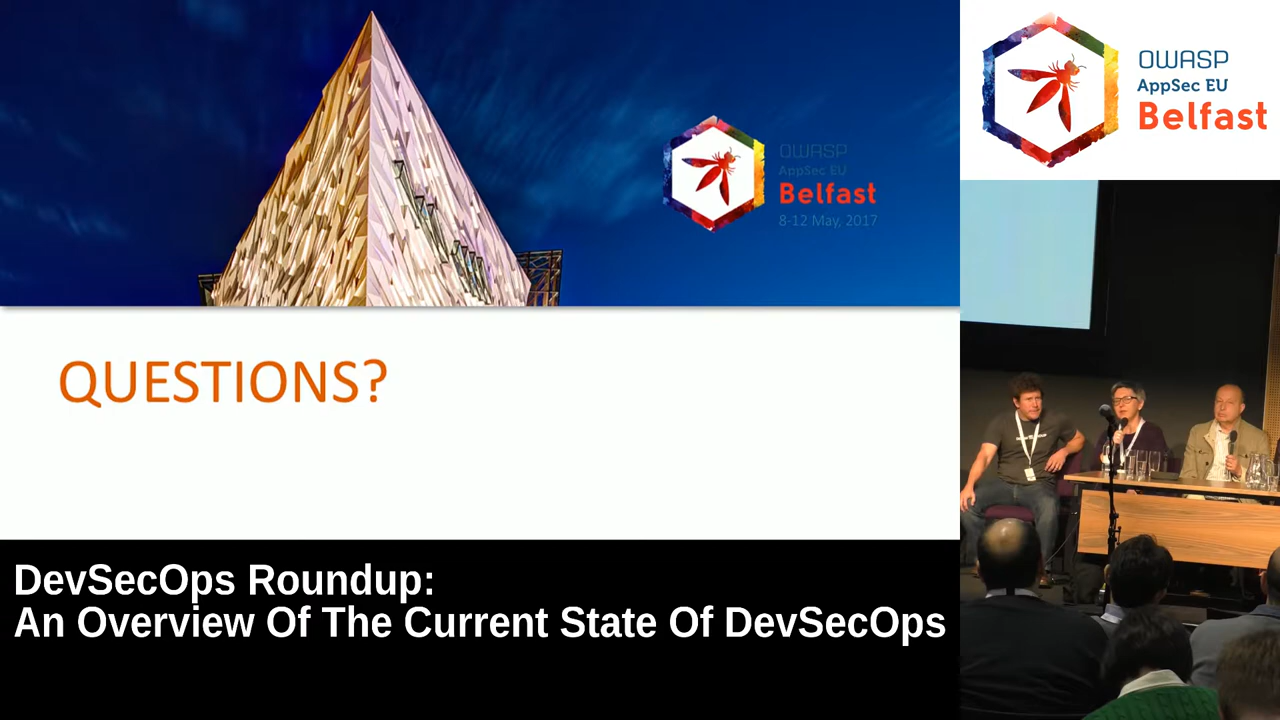 OWASP
AppSec EU
Belfast
8-12 May, 2017
OWASP
AppSec EU
Belfast
QUESTIONS?
DevSecOps Roundup:
An Overview Of The Current State Of DevSecOps